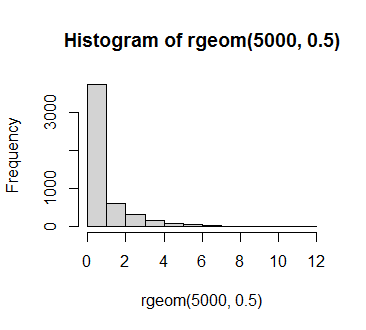 Histogram of rgeom(5000, 0.5)
Frequency
3000
1000
0
0 2 4 6 8 10 12
rgeom(5000, 0.5)